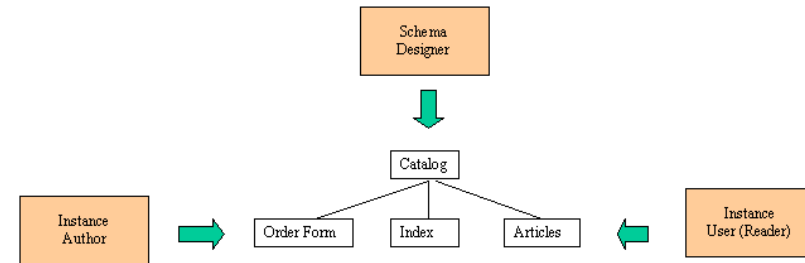 Schema
Designer
Catalog
Instance
Author
Order Form
Index
Articles
Instance
User (Reader)